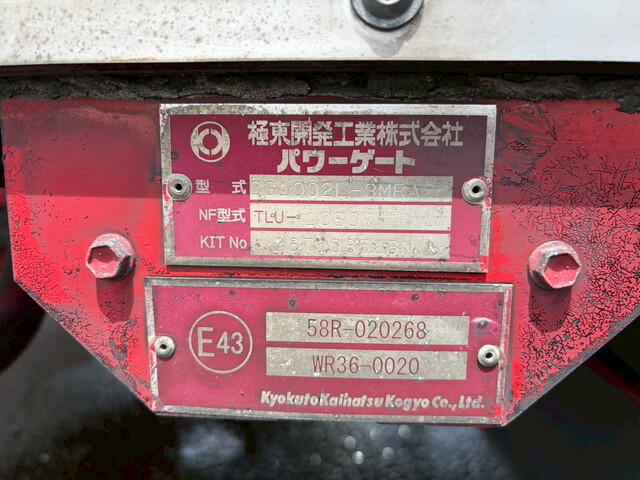 極東開発工業株式会社
パワーゲート
型式
NF型式 TLU-
KIT No
E43
58R-020268
WR36-0020
KyokutoKaihatsu Kogyo Co., Ltd.